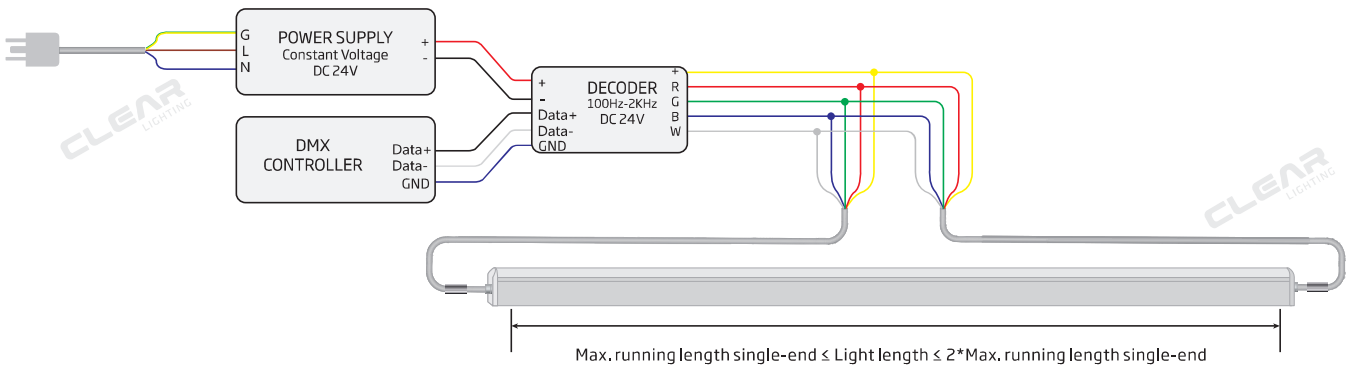 G
L
N
POWER SUPPLY
Constant Voltage
DC 24V
+
-
DMX
CONTROLLER
Data+
Data-
GND
+
-
Data+
Data-
GND
DECODER
100Hz-2KHz
DC 24V
+
R
G
B
W
CLEAR
LIGHTING
CLEAR
LIGHTING
Max. running length single-end ≤ Light length ≤ 2*Max. running length single-end